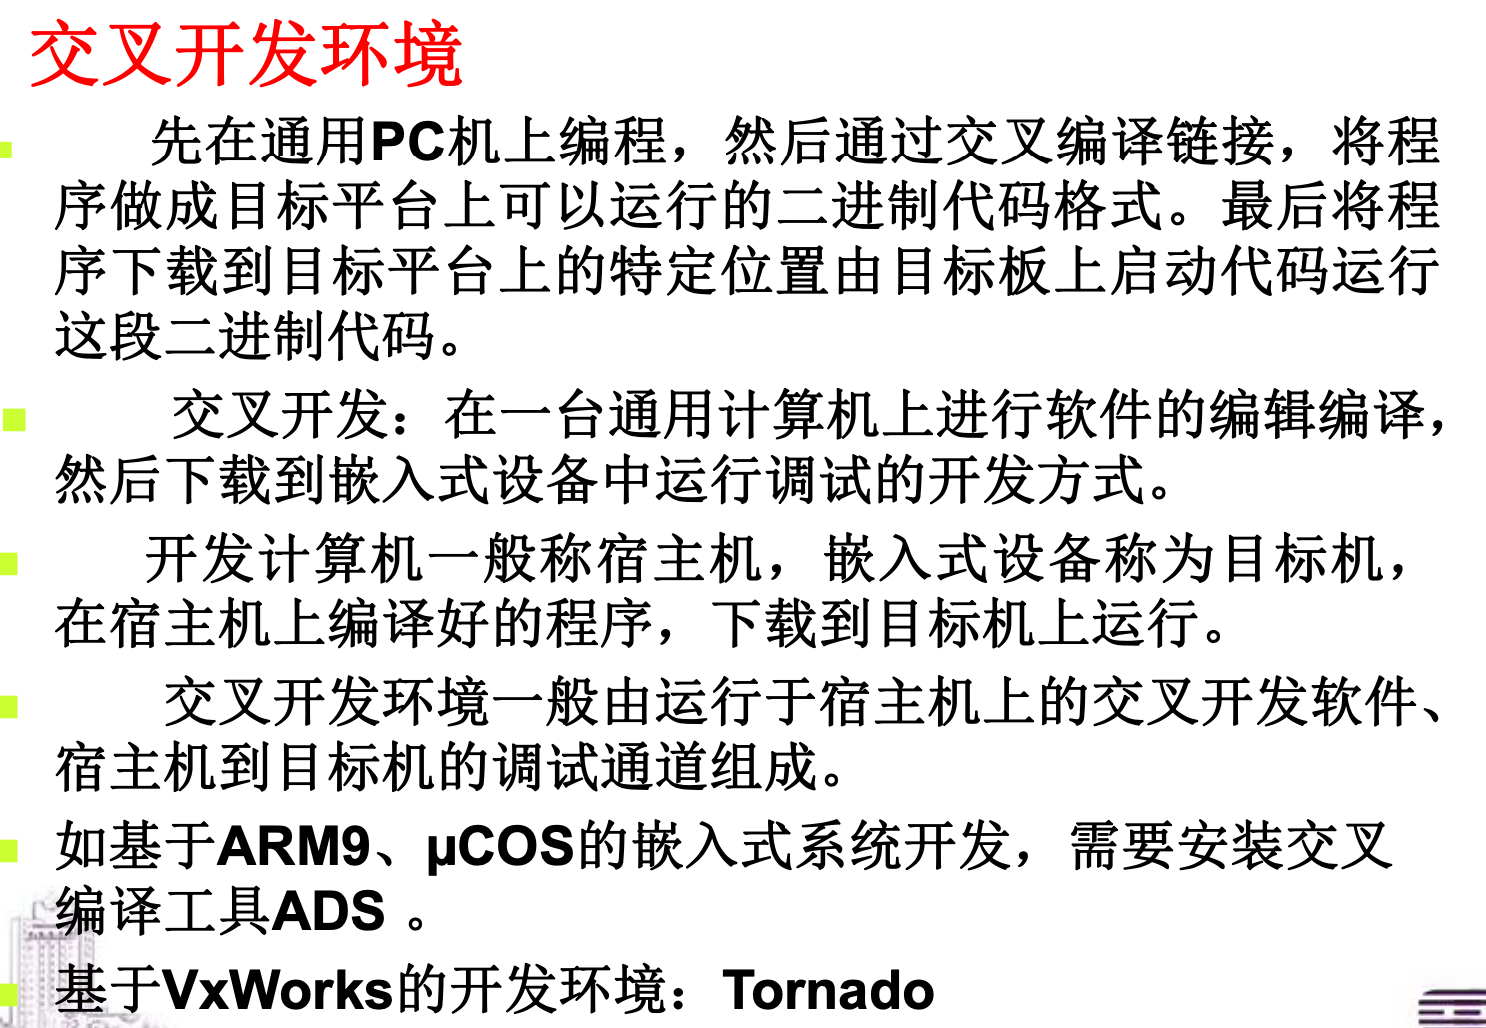 交叉开发环境
先在通用PC机上编程，然后通过交叉编译链接，将程
序做成目标平台上可以运行的二进制代码格式。最后将程
序下载到目标平台上的特定位置由目标板上启动代码运行
这段二进制代码。
交叉开发：在一台通用计算机上进行软件的编辑编译，
然后下载到嵌入式设备中运行调试的开发方式。
开发计算机一般称宿主机，嵌入式设备称为目标机，
在宿主机上编译好的程序，下载到目标机上运行。
交叉开发环境一般由运行于宿主机上的交叉开发软件、
宿主机到目标机的调试通道组成。
如基于ARM9、μCOS的嵌入式系统开发，需要安装交叉
编译工具ADS 。
基于VxWorks的开发环境：Tornado